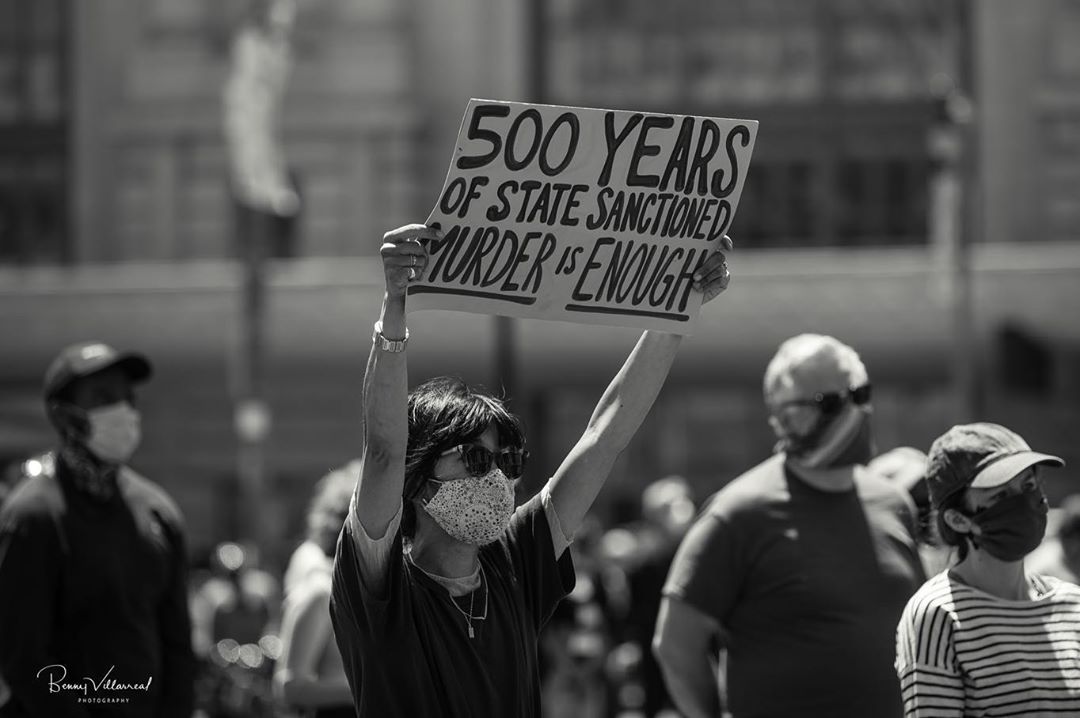 500 YEARS
OF STATE SANCTIONED
MURDER IS ENOUGH
Benny Villarreal
PHOTOGRAPHY